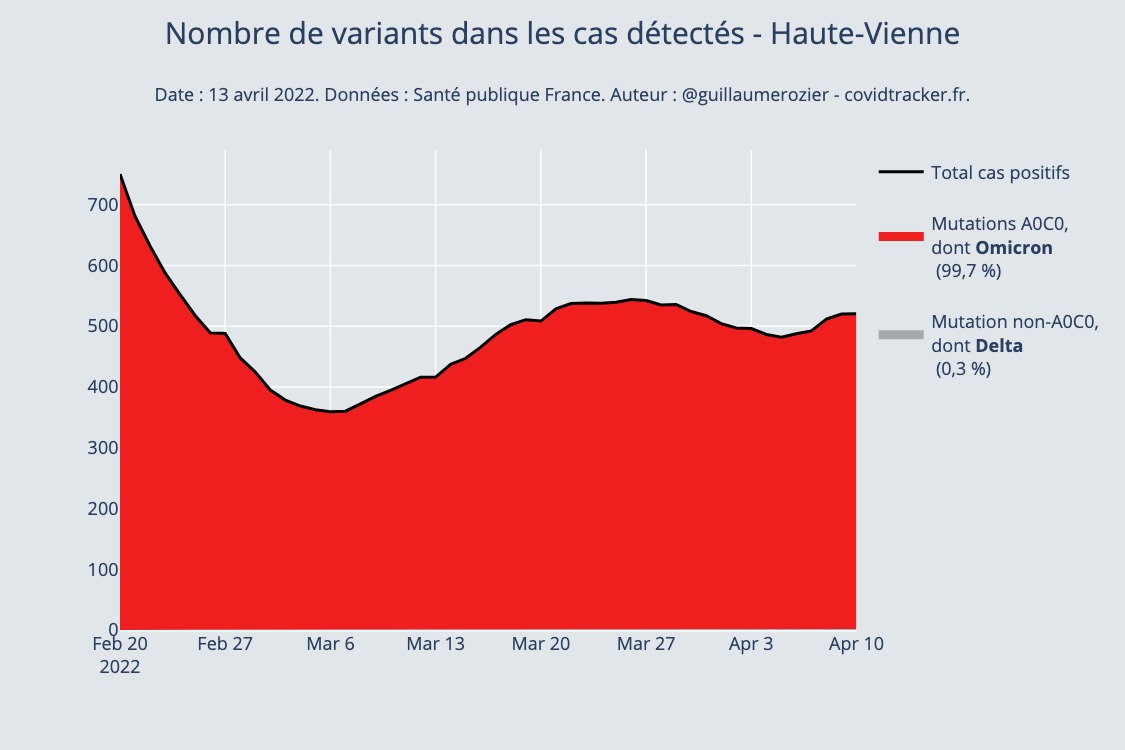 Nombre de variants dans les cas détectés - Haute-Vienne
Date : 13 avril 2022. Données : Santé publique France. Auteur : @guillaumerozier - covidtracker.fr.
Total cas positifs
Mutations A0C0,
dont Omicron
(99,7 %)
Mutation non-A0C0,
dont Delta
(0,3 %)
700
600
500
400
300
200
100
0
Feb 20
2022
Feb 27
Mar 6
Mar 13
Mar 20
Mar 27
Apr 3
Apr 10